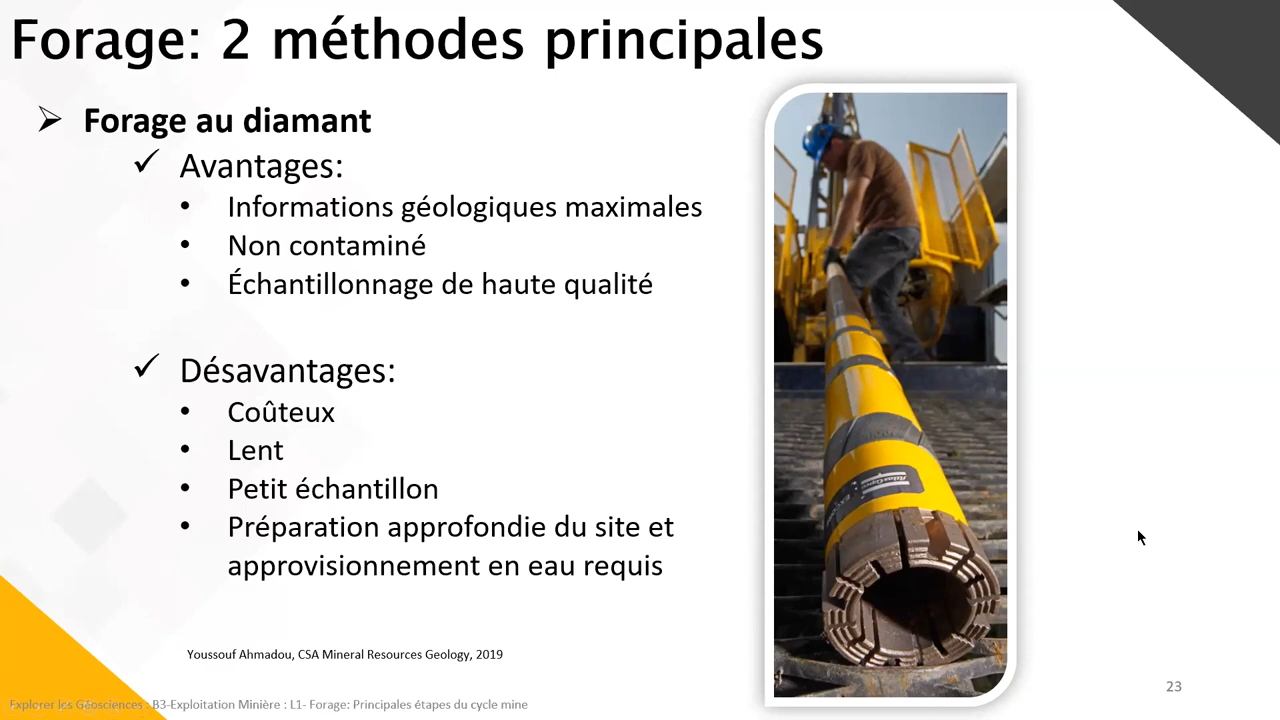 Forage: 2 méthodes principales
Forage au diamant
Avantages:
Informations géologiques maximales
Non contaminé
Échantillonnage de haute qualité
Désavantages:
Coûteux
Lent
Petit échantillon
Préparation approfondie du site et
approvisionnement en eau requis
Atlas Copco
Youssouf Ahmadou, CSA Mineral Resources Geology, 2019
23
Explorer les Géosciences : B3-Exploitation Minière : L1- Forage: Principales étapes du cycle mine